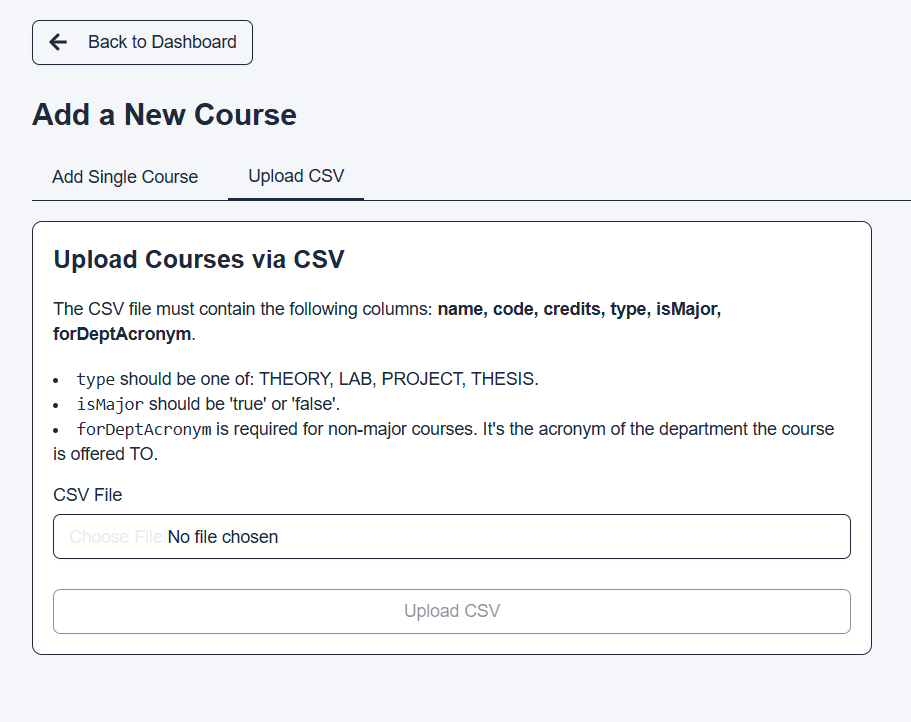 Back to Dashboard
Add a New Course
Add Single Course
Upload CSV
Upload Courses via CSV
The CSV file must contain the following columns: name, code, credits, type, isMajor,
forDeptAcronym.
• type should be one of: THEORY, LAB, PROJECT, THESIS.
• isMajor should be 'true' or 'false'.
• forDeptAcronym is required for non-major courses. It's the acronym of the department the course
is offered TO.
CSV File
Choose File No file chosen
Upload CSV